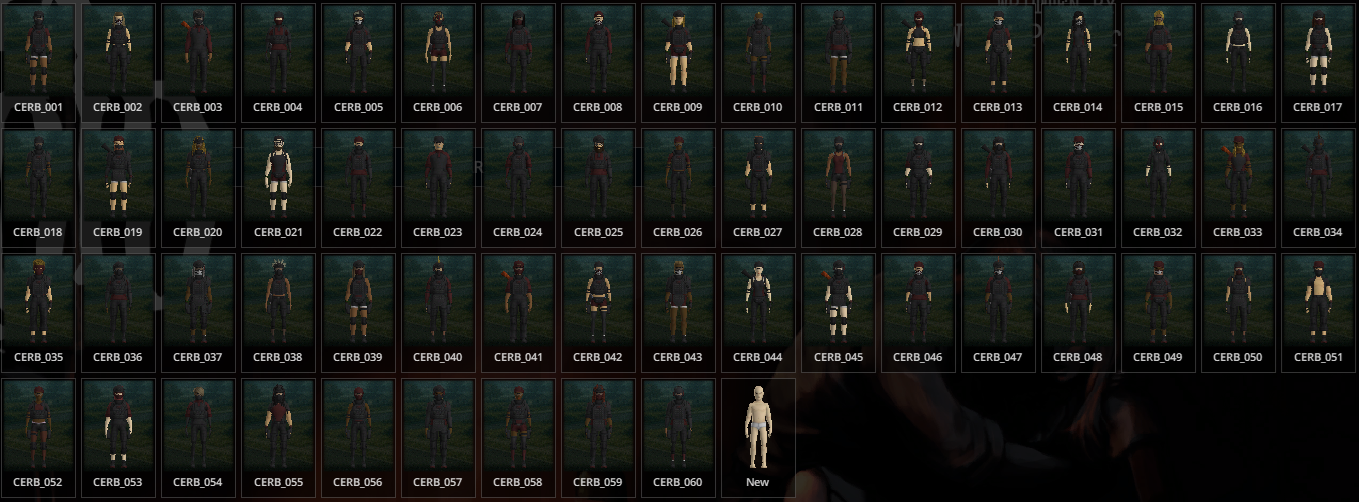 CERB_001 CERB_002 CERB_003 CERB_004 CERB_005 CERB_006 CERB_007 CERB_008 CERB_009 CERB_010 CERB_011 CERB_012 CERB_013 CERB_014 CERB_015 CERB_016 CERB_017
CERB_018 CERB_019 CERB_020 CERB_021 CERB_022 CERB_023 CERB_024 CERB_025 CERB_026 CERB_027 CERB_028 CERB_029 CERB_030 CERB_031 CERB_032 CERB_033 CERB_034
CERB_035 CERB_036 CERB_037 CERB_038 CERB_039 CERB_040 CERB_041 CERB_042 CERB_043 CERB_044 CERB_045 CERB_046 CERB_047 CERB_048 CERB_049 CERB_050 CERB_051
CERB_052 CERB_053 CERB_054 CERB_055 CERB_056 CERB_057 CERB_058 CERB_059 CERB_060 New